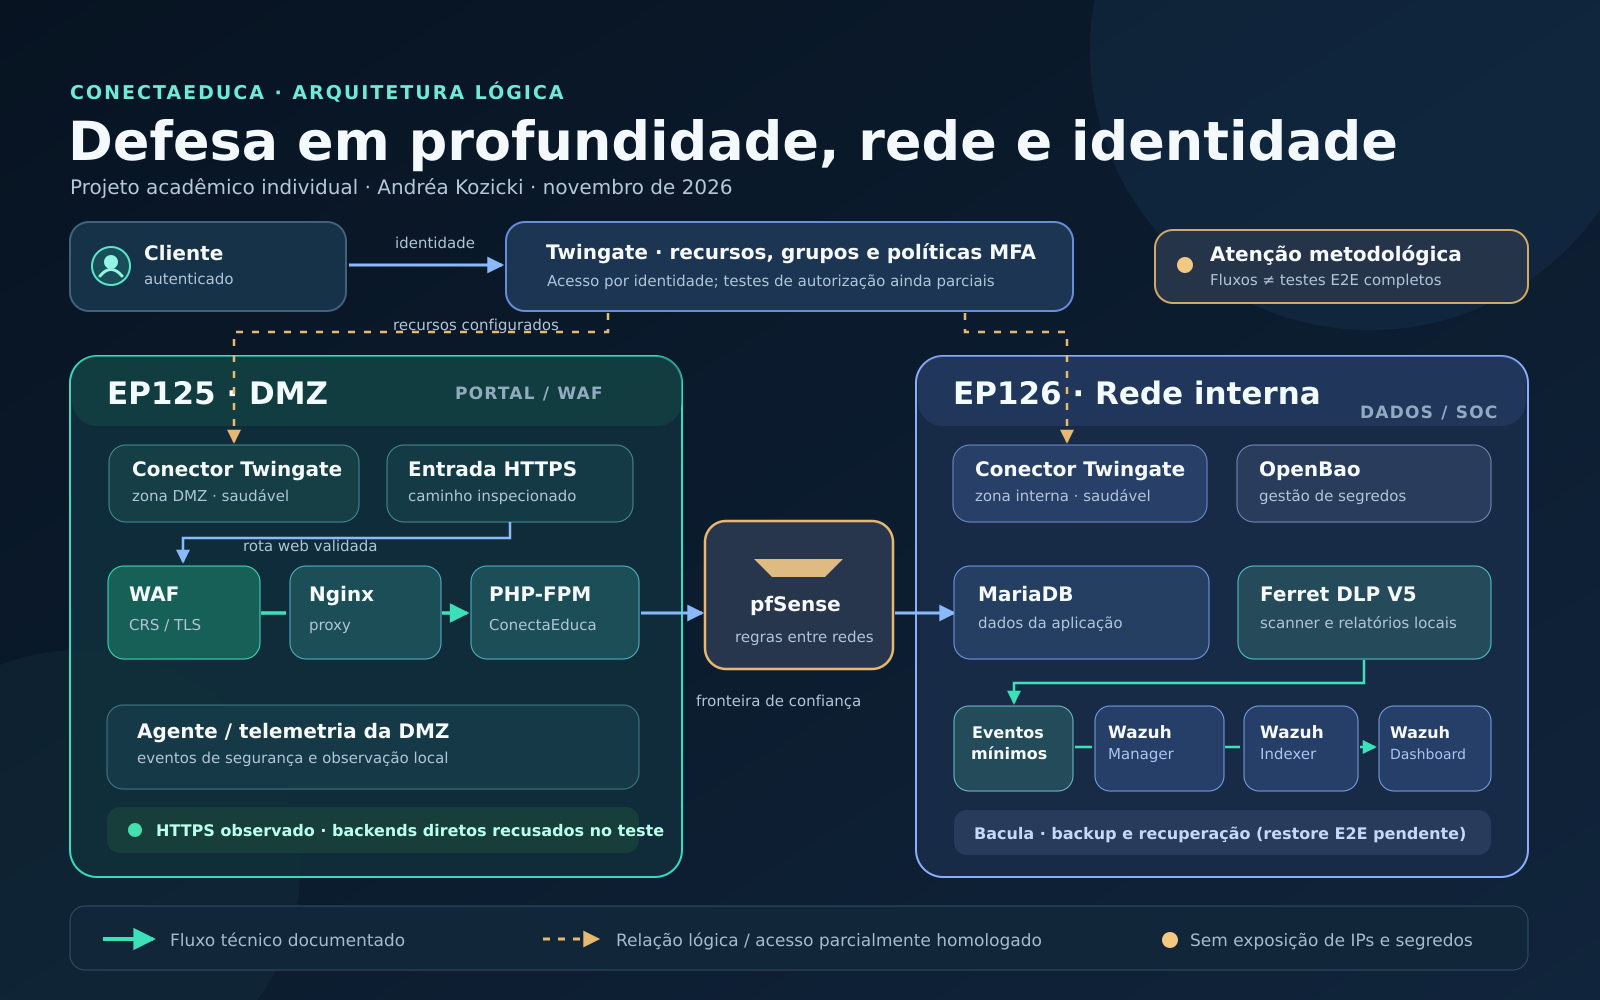 CONECTAEDUCA · ARQUITETURA LÓGICA
Defesa em profundidade, rede e identidade
Projeto acadêmico individual · Andréa Kozicki · novembro de 2026
Cliente
autenticado
identidade
Twingate · recursos, grupos e políticas MFA
Acesso por identidade; testes de autorização ainda parciais
Atenção metodológica
Fluxos ≠ testes E2E completos
recursos configurados
EP125 · DMZ
PORTAL / WAF
Conector Twingate
zona DMZ · saudável
Entrada HTTPS
caminho inspecionado
rota web validada
WAF
CRS / TLS
Nginx
proxy
PHP-FPM
ConectaEduca
Agente / telemetria da DMZ
eventos de segurança e observação local
HTTPS observado · backends diretos recusados no teste
pfSense
regras entre redes
fronteira de confiança
EP126 · Rede interna
DADOS / SOC
Conector Twingate
zona interna · saudável
OpenBao
gestão de segredos
MariaDB
dados da aplicação
Ferret DLP V5
scanner e relatórios locais
Eventos
mínimos
Wazuh
Manager
Wazuh
Indexer
Wazuh
Dashboard
Bacula · backup e recuperação (restore E2E pendente)
Fluxo técnico documentado
Relação lógica / acesso parcialmente homologado
Sem exposição de IPs e segredos